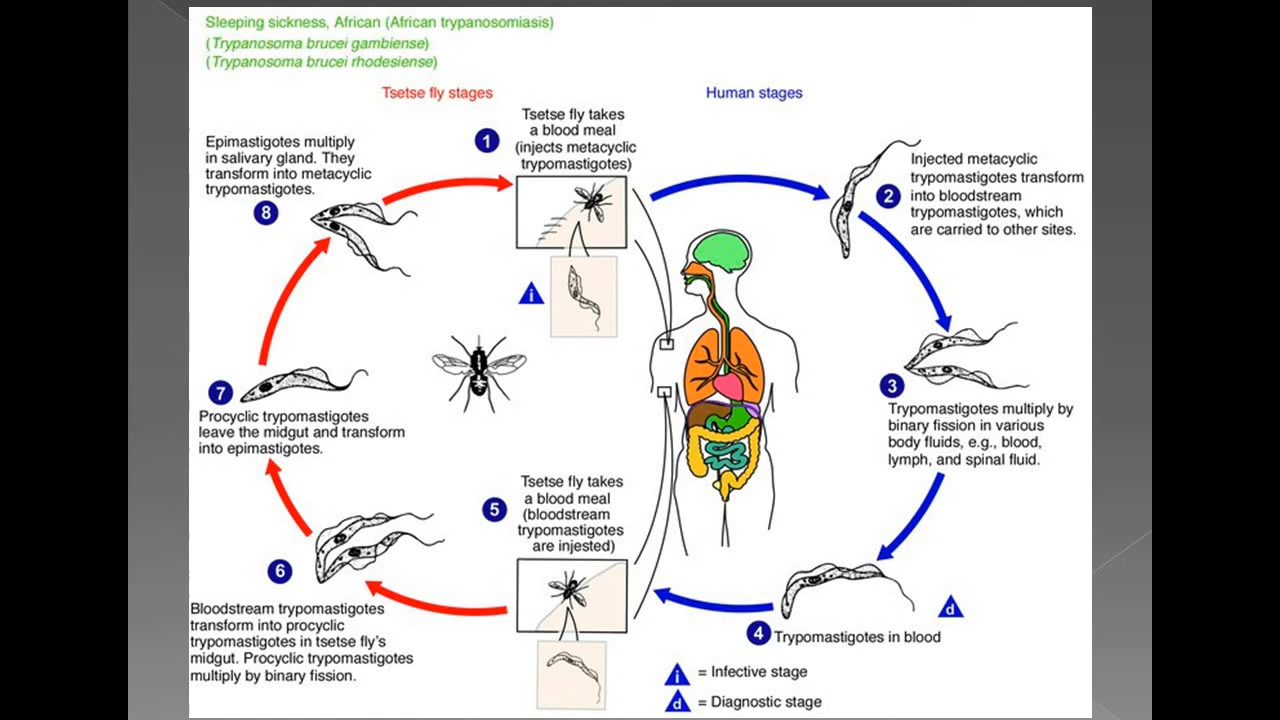 Sleeping sickness, African (African trypanosomiasis)
(Trypanosoma brucei gambiense)
(Trypanosoma brucei rhodesiense)
Tsetse fly stages
Human stages
1
Tsetse fly takes
a blood meal
(injects metacyclic
trypomastigotes)
i
2
Injected metacyclic
trypomastigotes transform
into bloodstream
trypomastigotes, which
are carried to other sites.
3
Trypomastigotes multiply by
binary fission in various
body fluids, e.g., blood,
lymph, and spinal fluid.
4
Trypomastigotes in blood
d
5
Tsetse fly takes
a blood meal
(bloodstream
trypomastigotes
are injested)
6
Bloodstream trypomastigotes
transform into procyclic
trypomastigotes in tsetse fly's
midgut. Procyclic trypomastigotes
multiply by binary fission.
7
Procyclic trypomastigotes
leave the midgut and transform
into epimastigotes.
Epimastigotes multiply
in salivary gland. They
transform into metacyclic
trypomastigotes.
8
i = Infective stage
d = Diagnostic stage